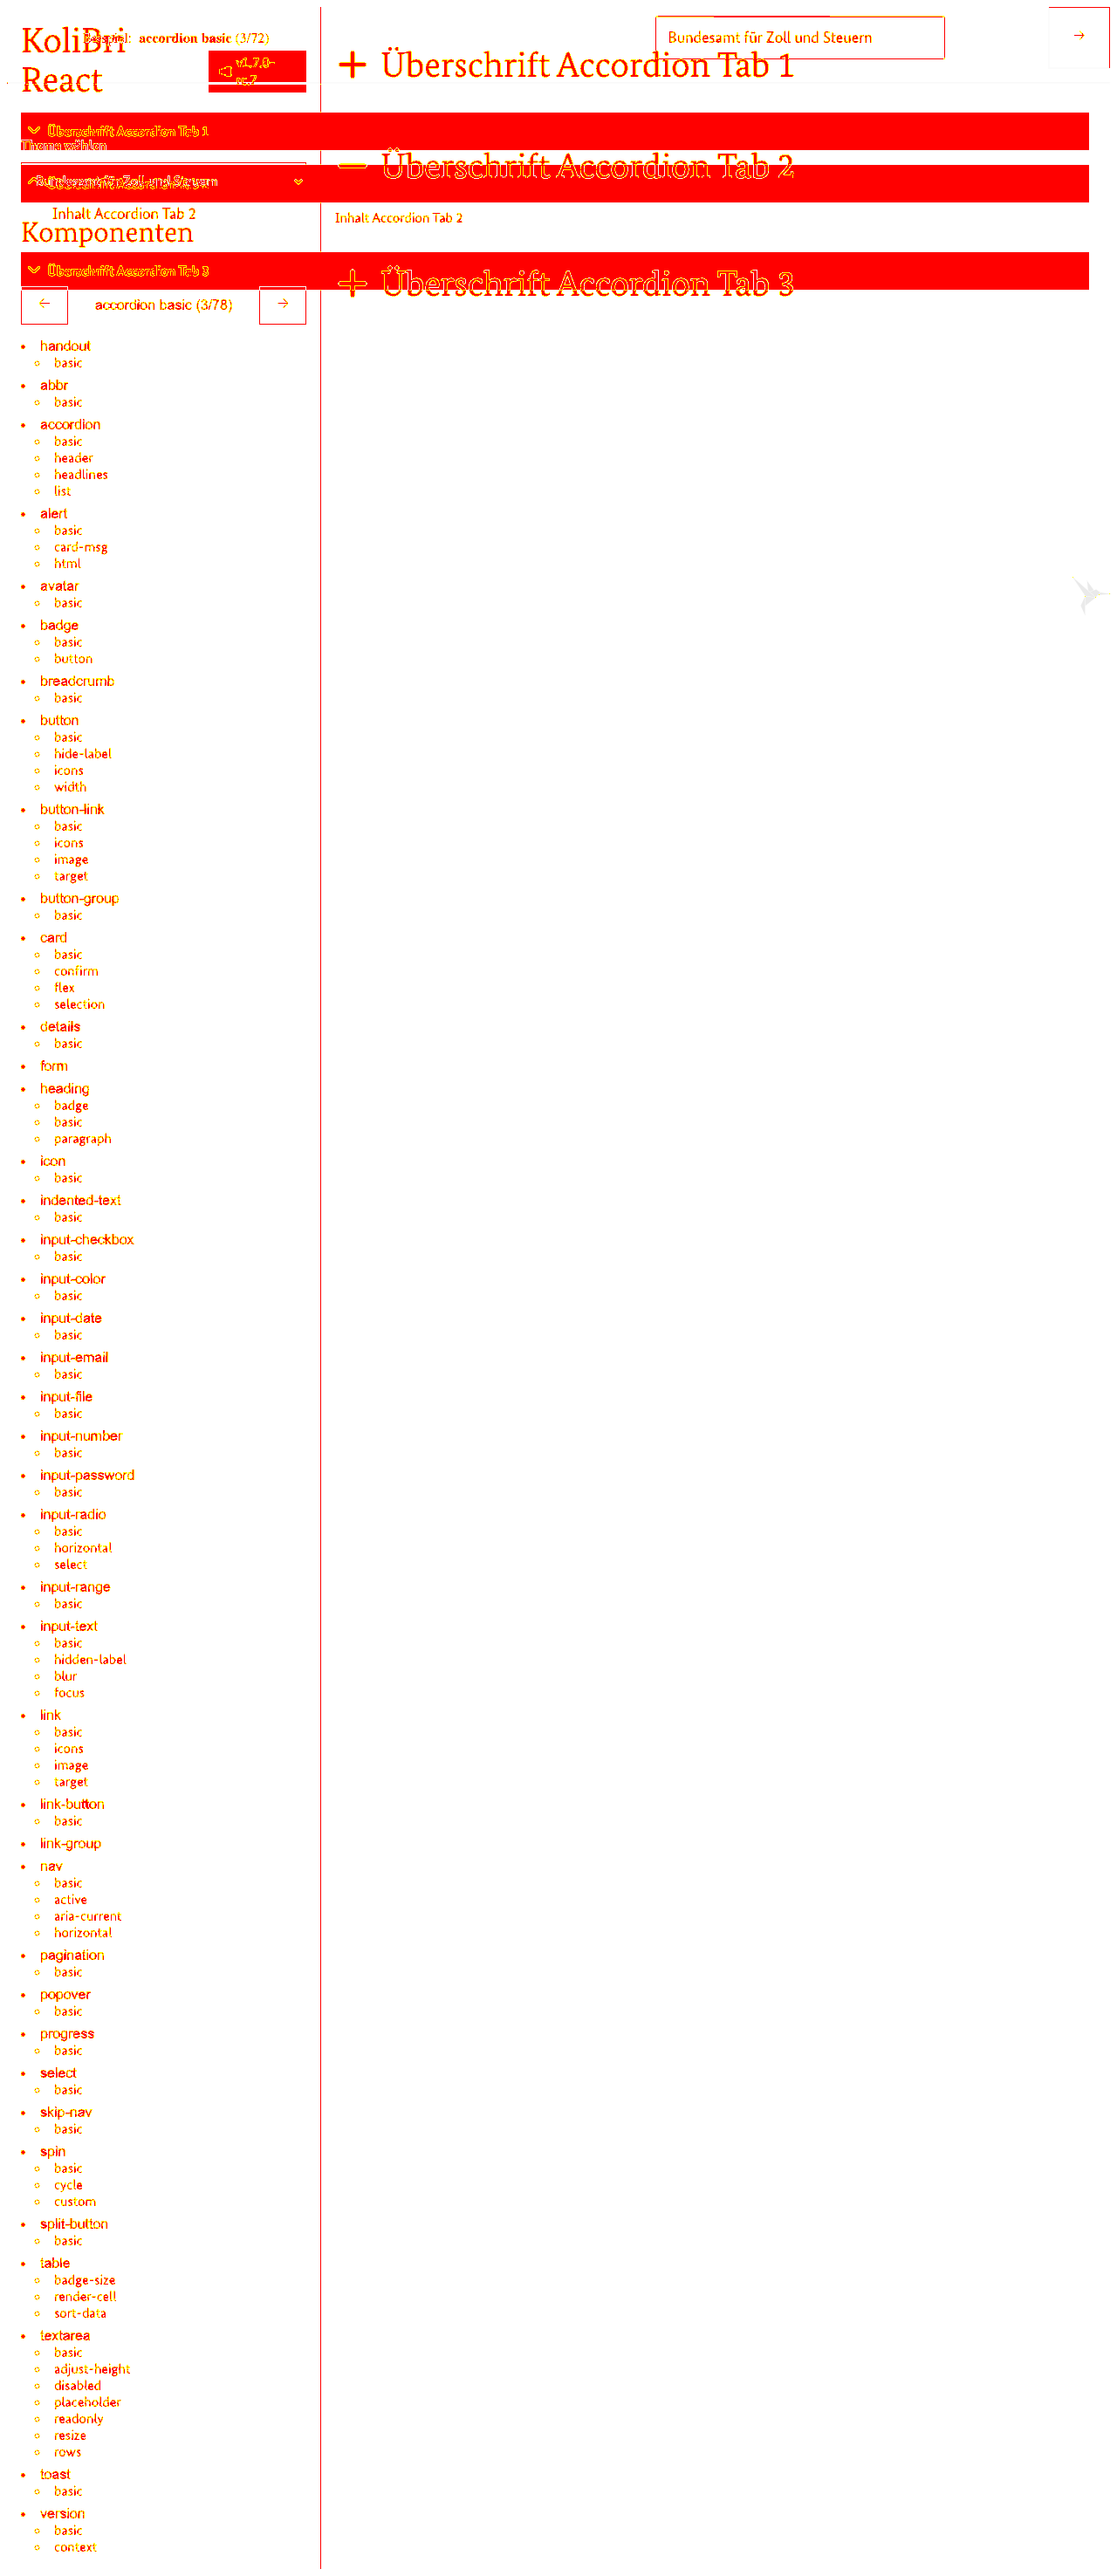 KoliBri
Beispiel: accordion basic (3/72)
Bundesamt für Zoll und Steuern
→
React
v1.7.0-
rc.7
+ Überschrift Accordion Tab 1
Überschrift Accordion Tab 1
Thema wählen
− Überschrift Accordion Tab 2
Bundesamt für Zoll und Steuern
Inhalt Accordion Tab 2
Inhalt Accordion Tab 2
Komponenten
Überschrift Accordion Tab 3
+ Überschrift Accordion Tab 3
← accordion basic (3/78) →
handout
basic
abbr
basic
accordion
basic
header
headlines
list
alert
basic
card-msg
html
avatar
basic
badge
basic
button
breadcrumb
basic
button
basic
hide-label
icons
width
button-link
basic
icons
image
target
button-group
basic
card
basic
confirm
flex
selection
details
basic
form
heading
badge
basic
paragraph
icon
basic
indented-text
basic
input-checkbox
basic
input-color
basic
input-date
basic
input-email
basic
input-file
basic
input-number
basic
input-password
basic
input-radio
basic
horizontal
select
input-range
basic
input-text
basic
hidden-label
blur
focus
link
basic
icons
image
target
link-button
basic
link-group
nav
basic
active
aria-current
horizontal
pagination
basic
popover
basic
progress
basic
select
basic
skip-nav
basic
spin
basic
cycle
custom
split-button
basic
table
badge-size
render-cell
sort-data
textarea
basic
adjust-height
disabled
placeholder
readonly
resize
rows
toast
basic
version
basic
context